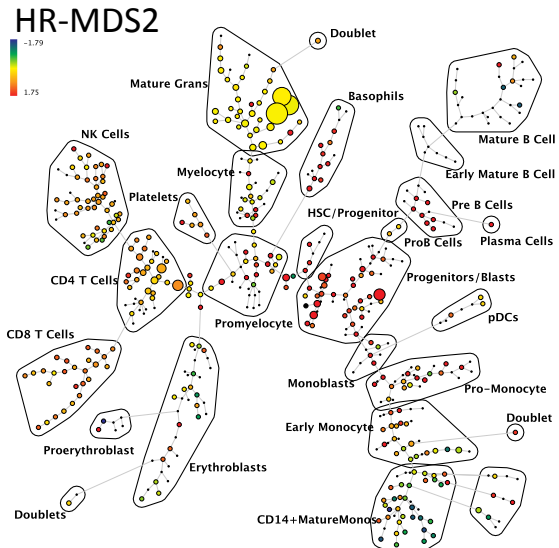 HR-MDS2
−1.79
1.75
Doublet
Mature Grans
Basophils
NK Cells
Mature B Cell
Myelocyte
Early Mature B Cell
Platelets
Pre B Cells
HSC/Progenitor
ProB Cells
Plasma Cells
CD4 T Cells
Progenitors/Blasts
Promyelocyte
pDCs
CD8 T Cells
Monoblasts
Pro-Monocyte
Doublet
Early Monocyte
Proerythroblast
Erythroblasts
Doublets
CD14+MatureMonos